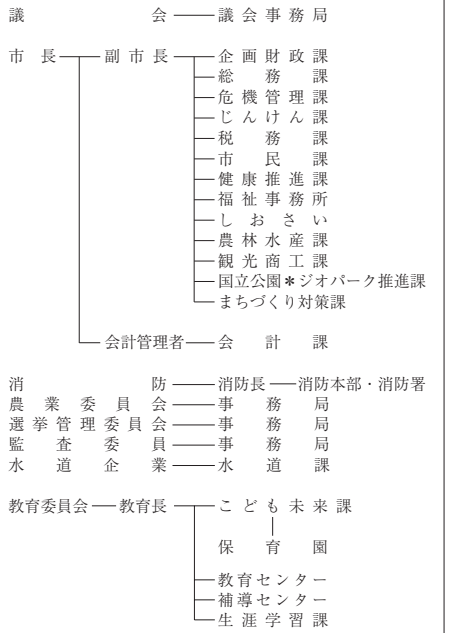 議会 議会事務局
市長 副市長 企画財政課
総務課
危機管理課
じんけん課
税務課
市民課
健康推進課
福祉事務所
しおさい
農林水産課
観光商工課
国立公園＊ジオパーク推進課
まちづくり対策課
会計管理者 会計課
消防 消防長 消防本部・消防署
農業委員会 事務局
選挙管理委員会 事務局
監査委員 事務局
水道企業 水道課
教育委員会 教育長 こども未来課
保育園
教育センター
補導センター
生涯学習課